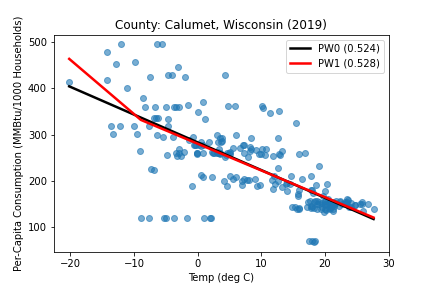 County: Calumet, Wisconsin (2019)
Per-Capita Consumption (MMBtu/1000 Households)
500
400
300
200
100
PW0 (0.524)
PW1 (0.528)
−20
−10
0
10
20
30
Temp (deg C)